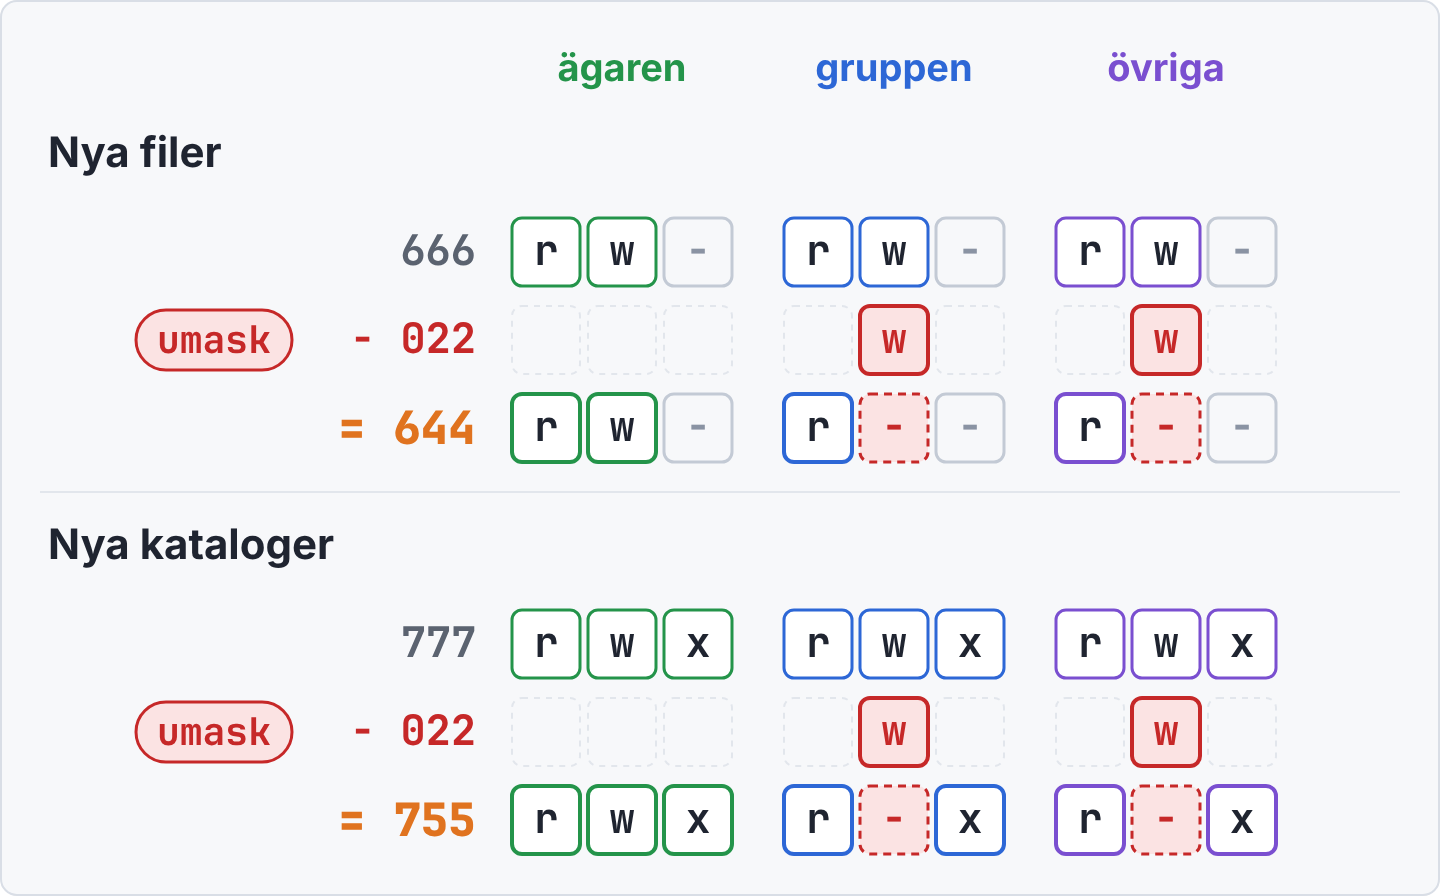 ägaren gruppen övriga
Nya filer
666 r w - r w - r w -
umask - 022 w w
= 644 r w - r - - r - -
Nya kataloger
777 r w x r w x r w x
umask - 022 w w
= 755 r w x r - x r - x